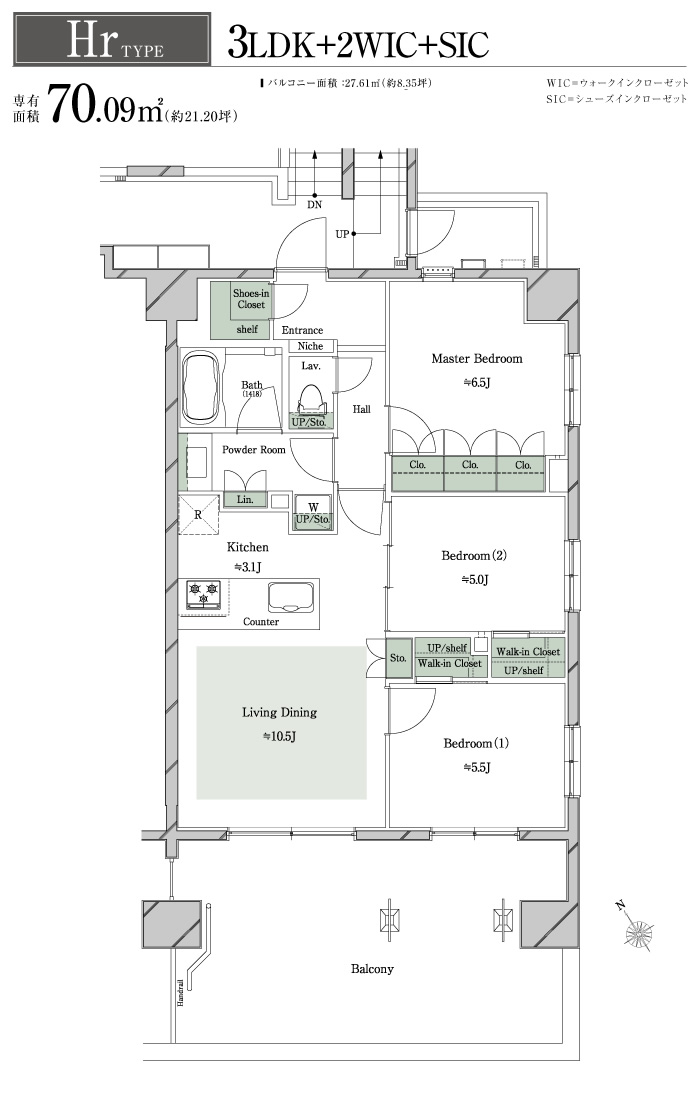 Hr TYPE
3LDK+2WIC+SIC
専有面積 70.09㎡(約21.20坪)
バルコニー面積:27.61㎡(約8.35坪)
WIC=ウォークインクローゼット
SIC=シューズインクローゼット
DN
UP
Shoes-in
Closet
shelf
Entrance
Niche
Lav.
UP/Sto.
Bath
(1418)
Hall
Master Bedroom
≒6.5J
Clo.
Clo.
Clo.
Powder Room
Lin.
W
UP/Sto.
R
Kitchen
≒3.1J
Counter
Bedroom(2)
≒5.0J
Sto.
UP/shelf
Walk-in Closet
Walk-in Closet
UP/shelf
Living Dining
≒10.5J
Bedroom(1)
≒5.5J
N
Balcony
Handrail